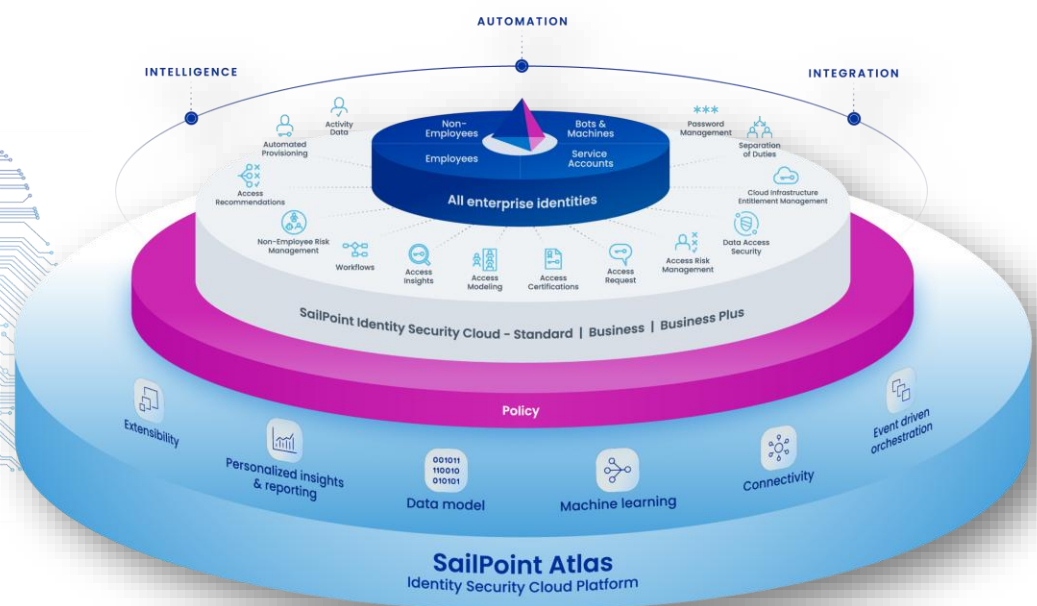 AUTOMATION
INTELLIGENCE
INTEGRATION
Activity
Data
Automated
Provisioning
Access
Recommendations
Non-Employee Risk
Management
Workflows
Access
Insights
Access
Modeling
Access
Certifications
Access
Request
Access Risk
Management
Data Access
Security
Cloud Infrastructure
Entitlement Management
Separation
of Duties
***
Password
Management
Non-
Employees
Bots &
Machines
Employees
Service
Accounts
All enterprise identities
SailPoint Identity Security Cloud - Standard | Business | Business Plus
Policy
Extensibility
Personalized insights
& reporting
001011
110010
010101
Data model
Machine learning
Connectivity
Event driven
orchestration
SailPoint Atlas
Identity Security Cloud Platform